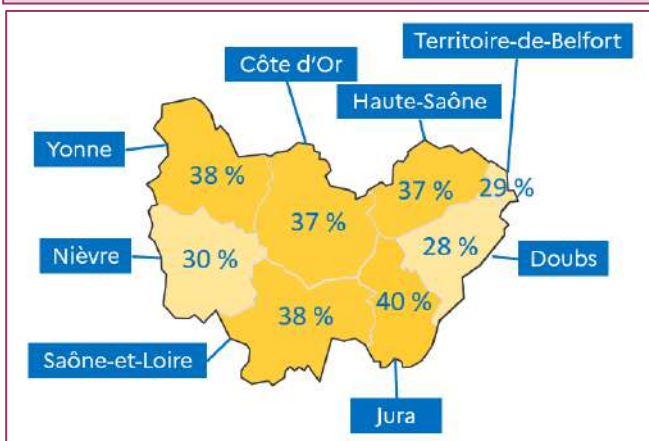 Territoire-de-Belfort
Côte d'Or
Haute-Saône
Yonne
38 %
37 %
29 %
37 %
Nièvre
30 %
28 %
Doubs
38 %
40 %
Saône-et-Loire
Jura